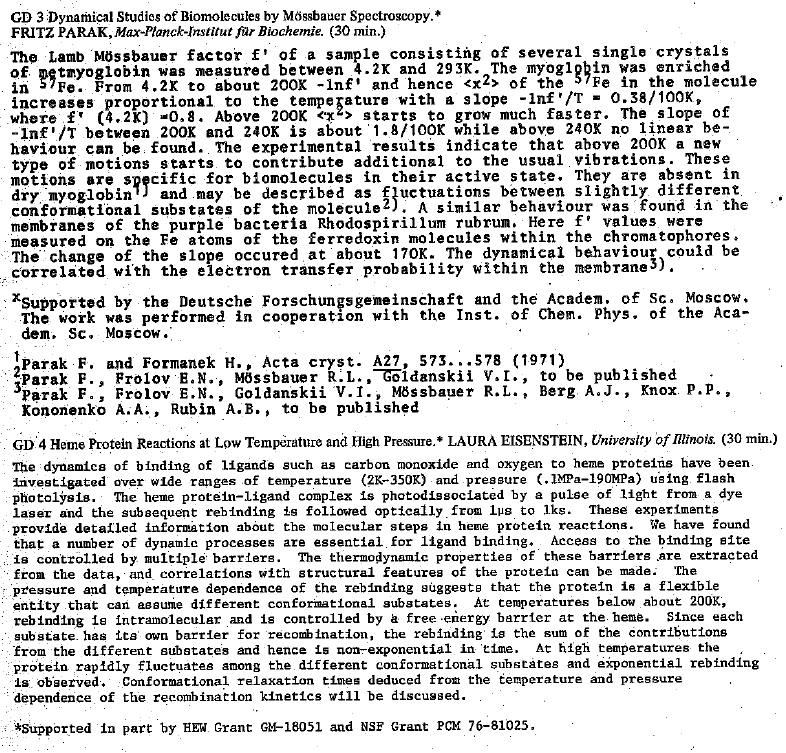 GD 3 Dynamical Studies of Biomolecules by Mössbauer Spectroscopy.*
FRITZ PARAK, Max-Planck-Institut für Biochemie. (30 min.)
The Lamb Mössbauer factor f' of a sample consisting of several single crystals
of metmyoglobin was measured between 4.2K and 293K. The myoglobin was enriched
in 57Fe. From 4.2K to about 200K -lnf' and hence <x2> of the 57Fe in the molecule
increases proportional to the temperature with a slope -lnf'/T = 0.38/100K,
where f' (4.2K) =0.8. Above 200K <x2> starts to grow much faster. The slope of
-lnf'/T between 200K and 240K is about 1.8/100K while above 240K no linear be-
haviour can be found. The experimental results indicate that above 200K a new
type of motions starts to contribute additional to the usual vibrations. These
motions are specific for biomolecules in their active state. They are absent in
dry myoglobin1) and may be described as fluctuations between slightly different
conformational substates of the molecule2). A similar behaviour was found in the
membranes of the purple bacteria Rhodospirillum rubrum. Here f' values were
measured on the Fe atoms of the ferredoxin molecules within the chromatophores.
The change of the slope occured at about 170K. The dynamical behaviour could be
correlated with the electron transfer probability within the membrane3).
xSupported by the Deutsche Forschungsgemeinschaft and the Academ. of Sc. Moscow.
The work was performed in cooperation with the Inst. of Chem. Phys. of the Aca-
dem. Sc. Moscow.
1Parak F. and Formanek H., Acta cryst. A27, 573...578 (1971)
2Parak F., Frolov E.N., Mössbauer R.L., Goldanskii V.I., to be published
3Parak F., Frolov E.N., Goldanskii V.I., Mössbauer R.L., Berg A.J., Knox P.P.,
Kononenko A.A., Rubin A.B., to be published
GD 4 Heme Protein Reactions at Low Temperature and High Pressure.* LAURA EISENSTEIN, University of Illinois. (30 min.)
The dynamics of binding of ligands such as carbon monoxide and oxygen to heme proteins have been
investigated over wide ranges of temperature (2K-350K) and pressure (.1MPa-190MPa) using flash
photolysis. The heme protein-ligand complex is photodissociated by a pulse of light from a dye
laser and the subsequent rebinding is followed optically from 1µs to 1ks. These experiments
provide detailed information about the molecular steps in heme protein reactions. We have found
that a number of dynamic processes are essential for ligand binding. Access to the binding site
is controlled by multiple barriers. The thermodynamic properties of these barriers are extracted
from the data, and correlations with structural features of the protein can be made. The
pressure and temperature dependence of the rebinding suggests that the protein is a flexible
entity that can assume different conformational substates. At temperatures below about 200K,
rebinding is intramolecular and is controlled by a free energy barrier at the heme. Since each
substate has its own barrier for recombination, the rebinding is the sum of the contributions
from the different substates and hence is non-exponential in time. At high temperatures the
protein rapidly fluctuates among the different conformational substates and exponential rebinding
is observed. Conformational relaxation times deduced from the temperature and pressure
dependence of the recombination kinetics will be discussed.
*Supported in part by HEW Grant GM-18051 and NSF Grant PCM 76-81025.